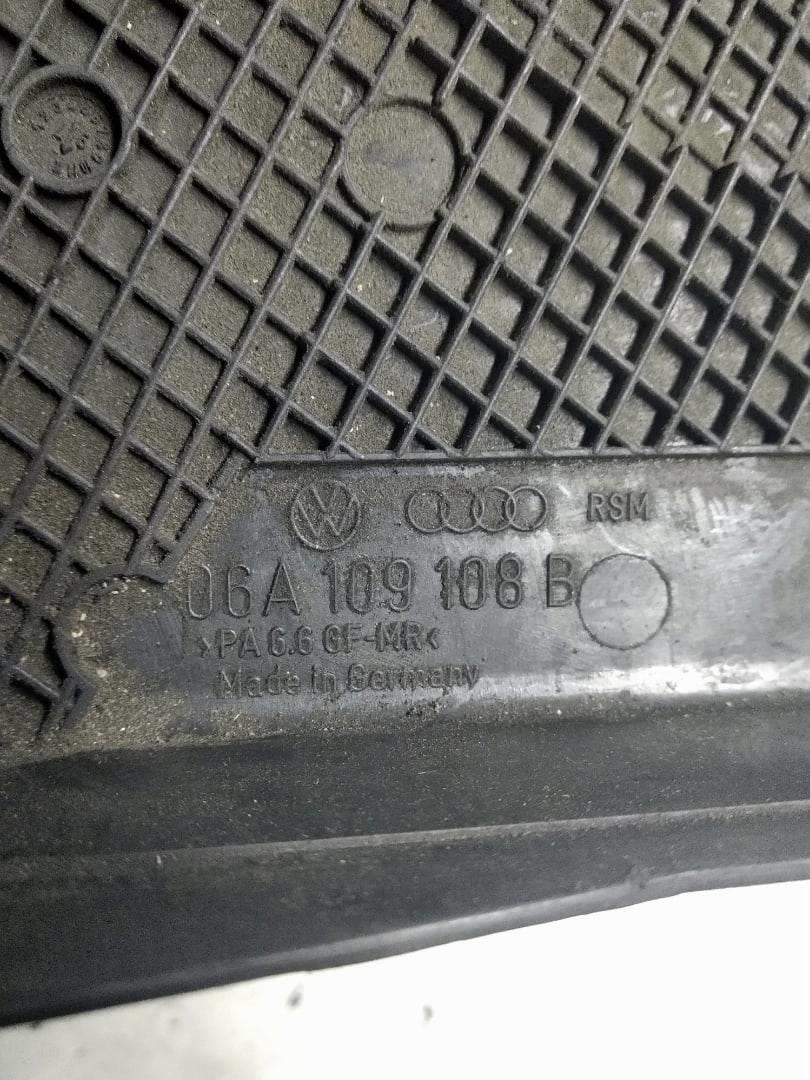 RSM
06A 109 108 B
>PA 6.6 GF-MR<
Made in Germany